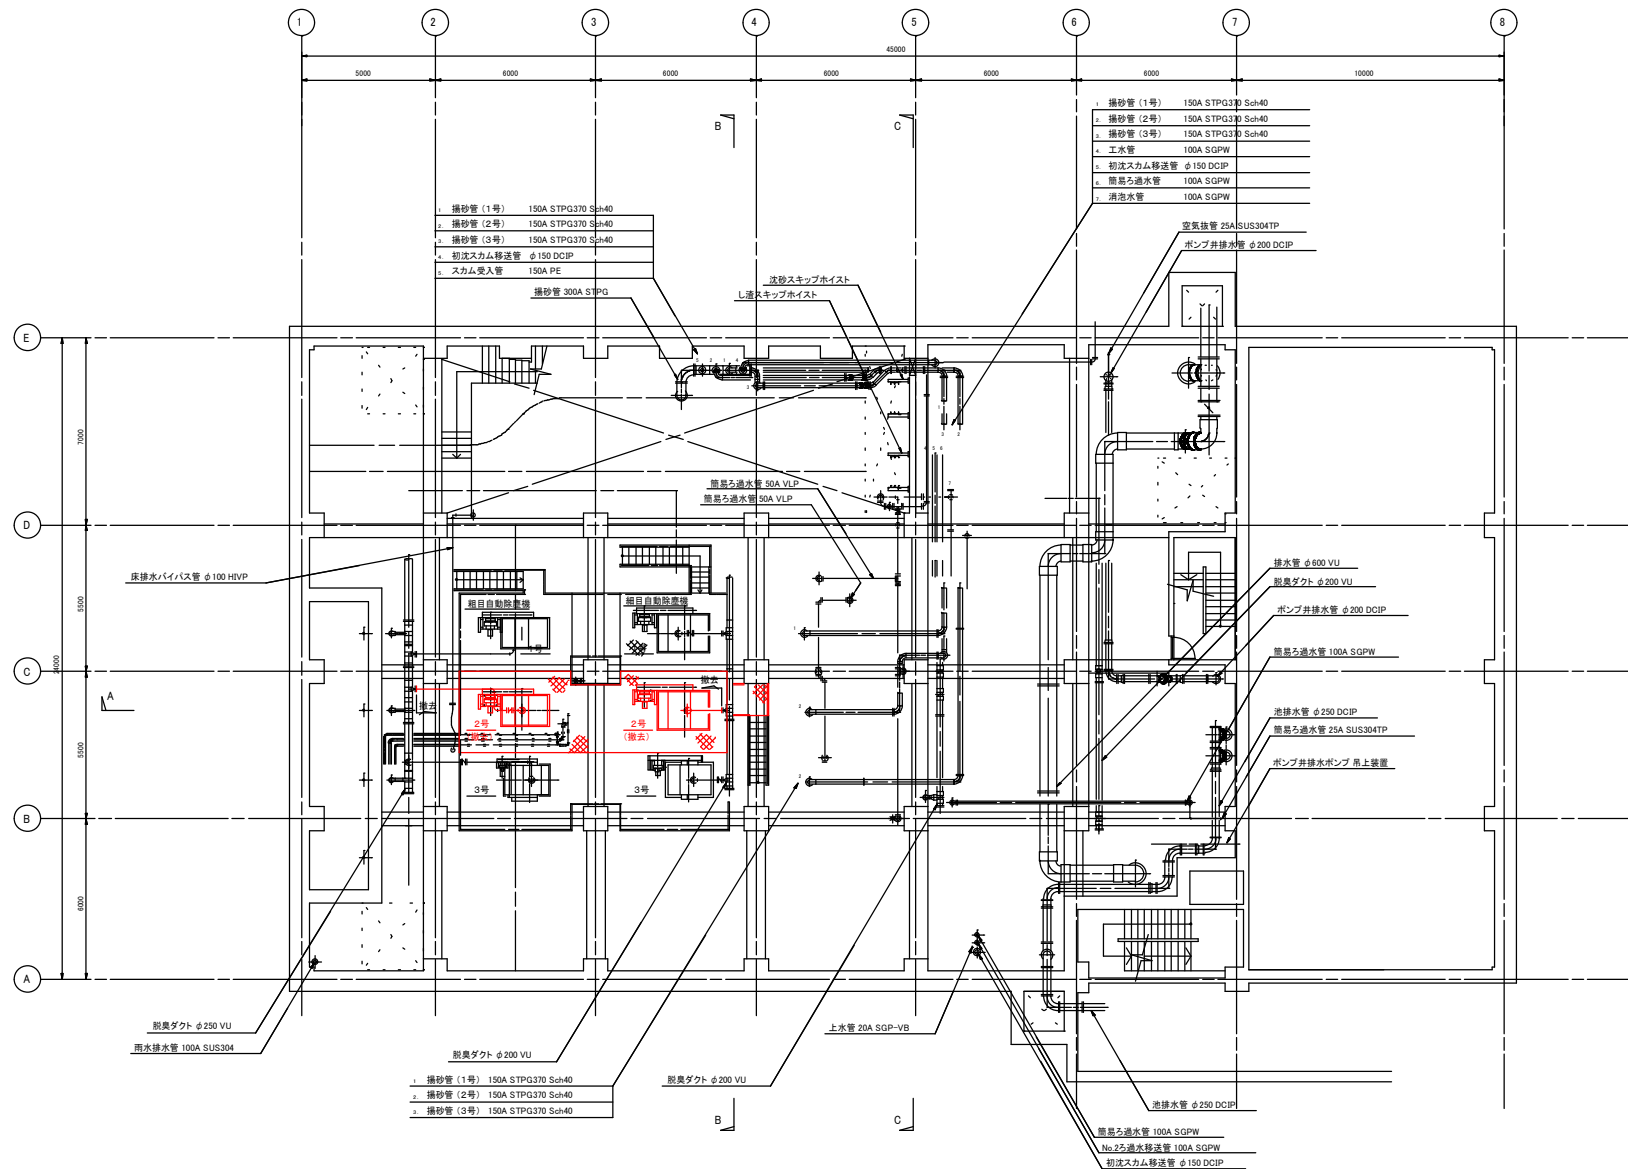 1 2 3 4 5 6 7 8
45000
5000 6000 6000 6000 6000 6000 10000
B C
1 揚砂管 (1号) 150A STPG370 Sch40
2. 揚砂管 (2号) 150A STPG370 Sch40
3. 揚砂管 (3号) 150A STPG370 Sch40
4. 工水管 100A SGPW
5. 初沈スカム移送管 φ150 DCIP
6. 簡易ろ過水管 100A SGPW
7. 消泡水管 100A SGPW
1 揚砂管 (1号) 150A STPG370 Sch40
2. 揚砂管 (2号) 150A STPG370 Sch40
3. 揚砂管 (3号) 150A STPG370 Sch40
4. 初沈スカム移送管 φ150 DCIP
5. スカム受入管 150A PE
揚砂管 300A STPG
空気抜管 25A SUS304TP
ポンプ井排水管 φ200 DCIP
沈砂スキップホイスト
し渣スキップホイスト
E
5 2 1 4
3
7000
1
3 2
4 5 6
7
簡易ろ過水管 50A VLP
簡易ろ過水管 50A VLP
D
床排水バイパス管 φ100 HIVP
排水管 φ600 VU
脱臭ダクト φ200 VU
ポンプ井排水管 φ200 DCIP
5500
24000
粗目自動除塵機
細目自動除塵機
1号
1
簡易ろ過水管 100A SGPW
C
A
撤去
撤去
2号
(撤去)
2号
(撤去)
2
池排水管 φ250 DCIP
簡易ろ過水管 25A SUS304TP
ポンプ井排水ポンプ 吊上装置
5500
3号
3号
2
B
6000
A
脱臭ダクト φ250 VU
雨水排水管 100A SUS304
脱臭ダクト φ200 VU
上水管 20A SGP-VB
脱臭ダクト φ200 VU
1 揚砂管 (1号) 150A STPG370 Sch40
2. 揚砂管 (2号) 150A STPG370 Sch40
3. 揚砂管 (3号) 150A STPG370 Sch40
B C
池排水管 φ250 DCIP
簡易ろ過水管 100A SGPW
No.2ろ過水移送管 100A SGPW
初沈スカム移送管 φ150 DCIP